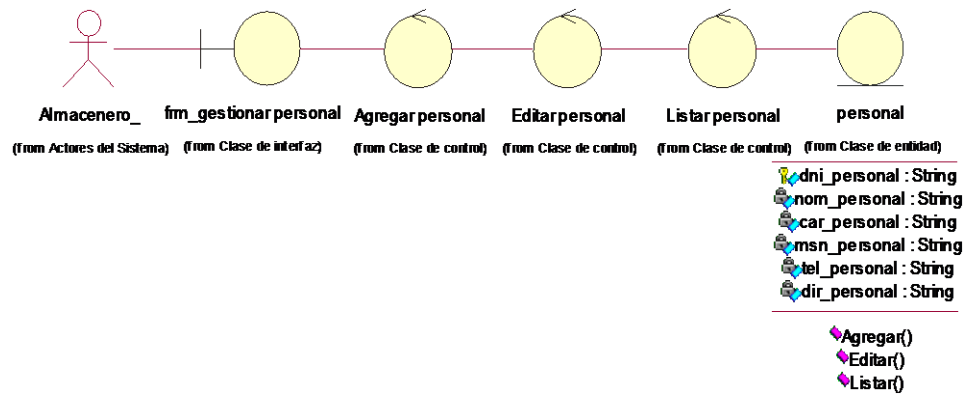 Almacenero_ frm_gestionar personal Agregar personal Editar personal Listar personal personal
(from Actores del Sistema) (from Clase de interfaz) (from Clase de control) (from Clase de control) (from Clase de control) (from Clase de entidad)
dni_personal : String
nom_personal : String
car_personal : String
msn_personal : String
tel_personal : String
dir_personal : String
Agregar()
Editar()
Listar()